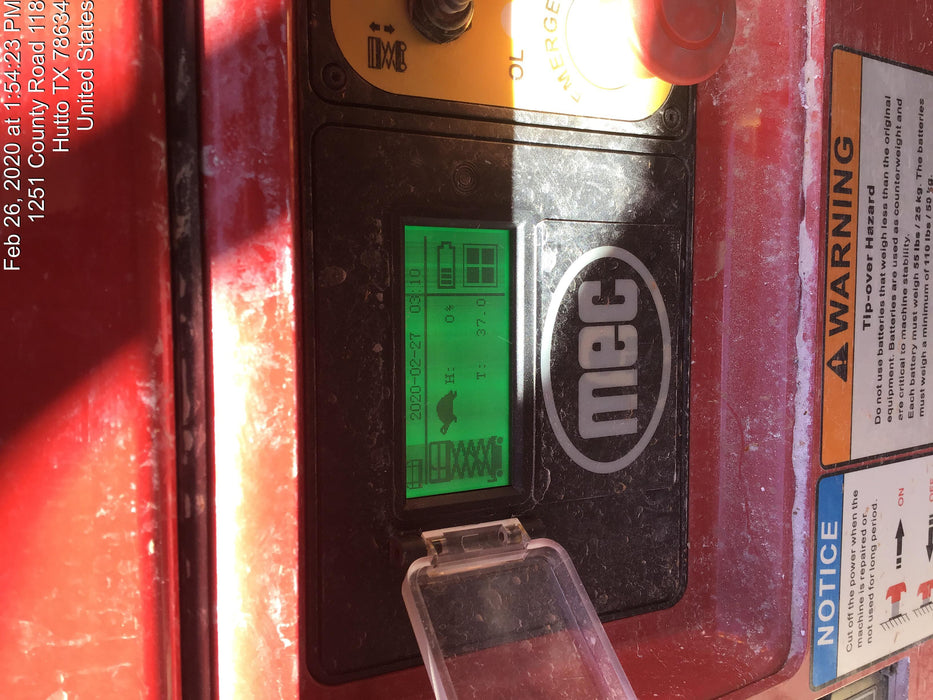 Feb 26, 2020 at 1:54:23 PM
1251 County Road 118
Hutto TX 78634
United States
OL
EMERGE
2020-02-27 03:10
H: 0%
T: 37.0
mec
WARNING
Tip-over Hazard
Do not use batteries that weigh less than the original
equipment. Batteries are used as counterweight and
are critical to machine stability.
Each battery must weigh 55 lbs / 25 kg. The batteries
must weigh a minimum of 110 lbs / 50 kg.
NOTICE
Cut off the power when the
machine is repaired or
not used for long period.
ON
OFF